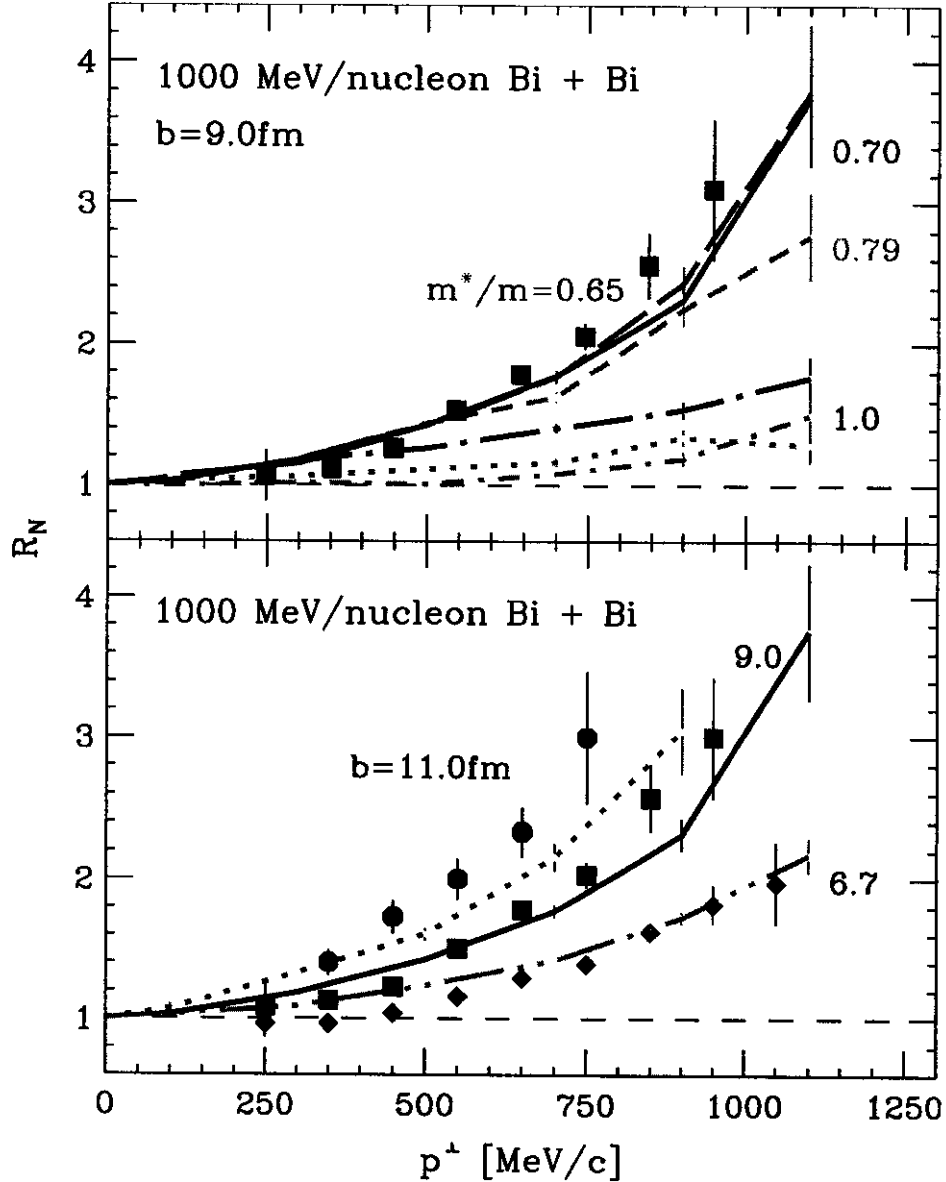 4
1000 MeV/nucleon Bi + Bi
b=9.0fm
0.70
3
0.79
m*/m=0.65
2
1.0
1
R_N
4
1000 MeV/nucleon Bi + Bi
9.0
3
b=11.0fm
2
6.7
1
0 250 500 750 1000 1250
p^⊥ [MeV/c]